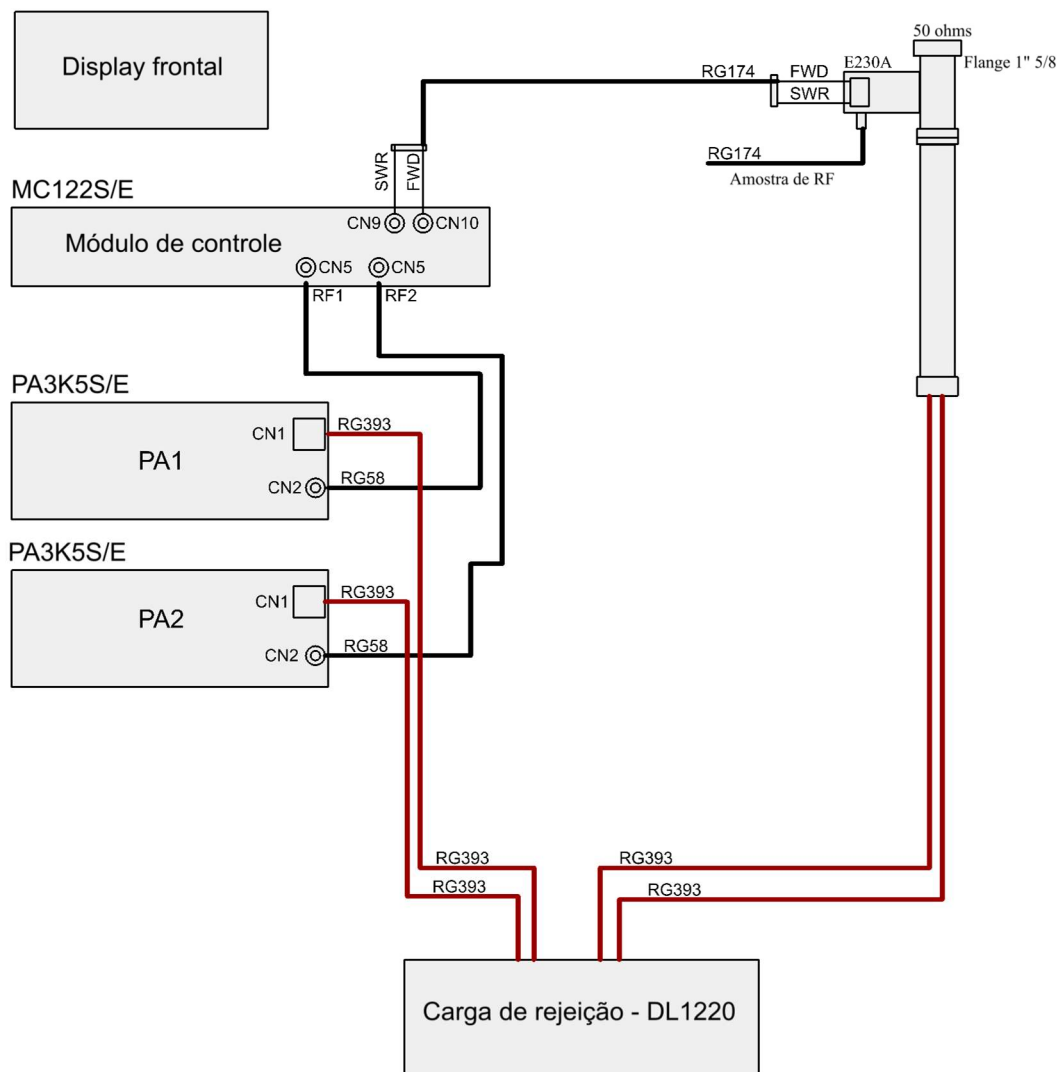 50 ohms
Display frontal
Flange 1" 5/8
E230A
RG174
FWD
SWR
RG174
Amostra de RF
SWR
FWD
MC122S/E
CN9
CN10
Módulo de controle
CN5
CN5
RF1
RF2
PA3K5S/E
RG393
CN1
PA1
RG58
CN2
PA3K5S/E
RG393
CN1
PA2
RG58
CN2
RG393
RG393
RG393
RG393
Carga de rejeição - DL1220